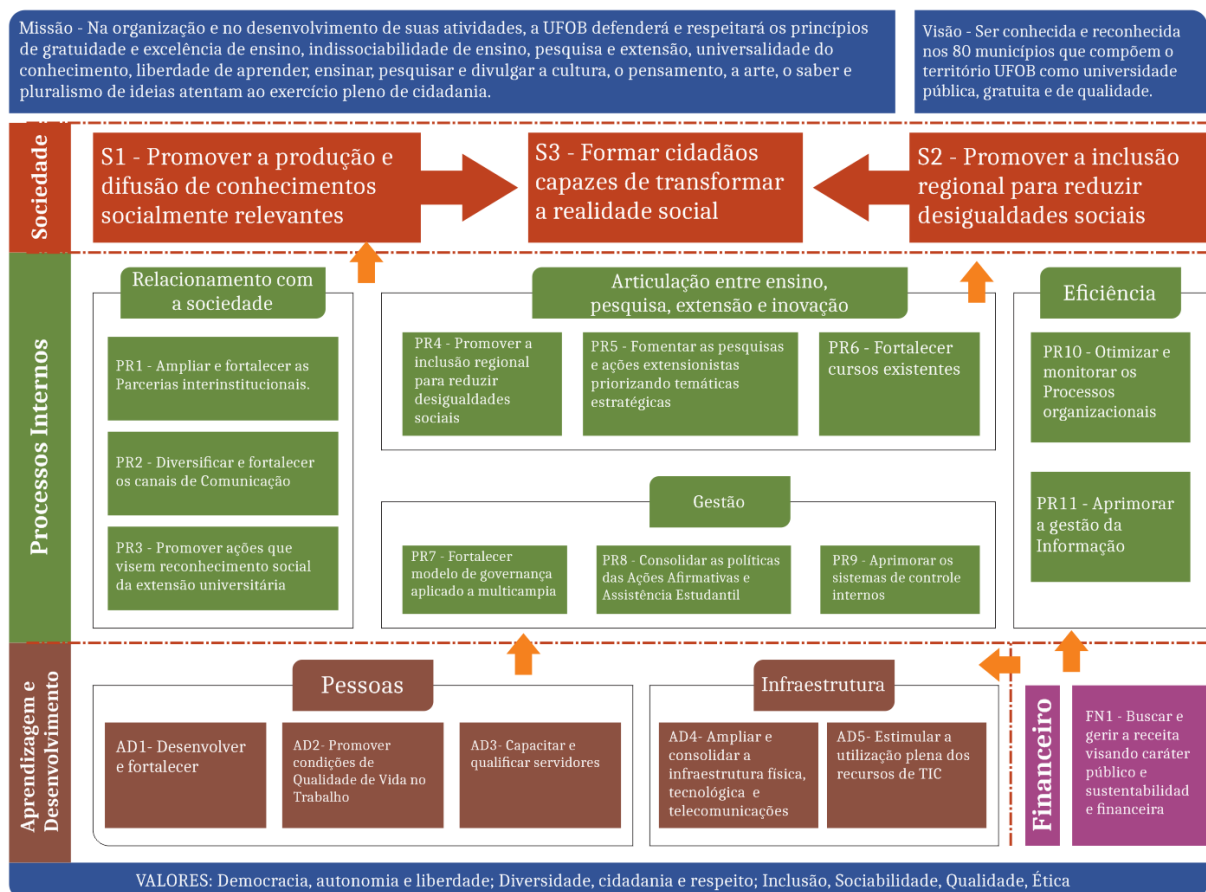 Missão - Na organização e no desenvolvimento de suas atividades, a UFOB defenderá e respeitará os princípios
de gratuidade e excelência de ensino, indissociabilidade de ensino, pesquisa e extensão, universalidade do
conhecimento, liberdade de aprender, ensinar, pesquisar e divulgar a cultura, o pensamento, a arte, o saber e
pluralismo de ideias atentam ao exercício pleno de cidadania.
Visão - Ser conhecida e reconhecida
nos 80 municípios que compõem o
território UFOB como universidade
pública, gratuita e de qualidade.
Sociedade
S1 - Promover a produção e
difusão de conhecimentos
socialmente relevantes
S3 - Formar cidadãos
capazes de transformar
a realidade social
S2 - Promover a inclusão
regional para reduzir
desigualdades sociais
Processos Internos
Relacionamento com
a sociedade
PR1 - Ampliar e fortalecer as
Parcerias interinstitucionais.
PR2 - Diversificar e fortalecer
os canais de Comunicação
PR3 - Promover ações que
visem reconhecimento social
da extensão universitária
Articulação entre ensino,
pesquisa, extensão e inovação
PR4 - Promover a
inclusão regional
para reduzir
desigualdades
sociais
PR5 - Fomentar as pesquisas
e ações extensionistas
priorizando temáticas
estratégicas
PR6 - Fortalecer
cursos existentes
Gestão
PR7 - Fortalecer
modelo de governança
aplicado a multicampia
PR8 - Consolidar as políticas
das Ações Afirmativas e
Assistência Estudantil
PR9 - Aprimorar os
sistemas de controle
internos
Eficiência
PR10 - Otimizar e
monitorar os
Processos
organizacionais
PR11 - Aprimorar
a gestão da
Informação
Aprendizagem e
Desenvolvimento
Pessoas
AD1- Desenvolver
e fortalecer
AD2- Promover
condições de
Qualidade de Vida no
Trabalho
AD3- Capacitar e
qualificar servidores
Infraestrutura
AD4- Ampliar e
consolidar a
infraestrutura física,
tecnológica e
telecomunicações
AD5- Estimular a
utilização plena dos
recursos de TIC
Financeiro
FN1 - Buscar e
gerir a receita
visando caráter
público e
sustentabilidad
e financeira
VALORES: Democracia, autonomia e liberdade; Diversidade, cidadania e respeito; Inclusão, Sociabilidade, Qualidade, Ética